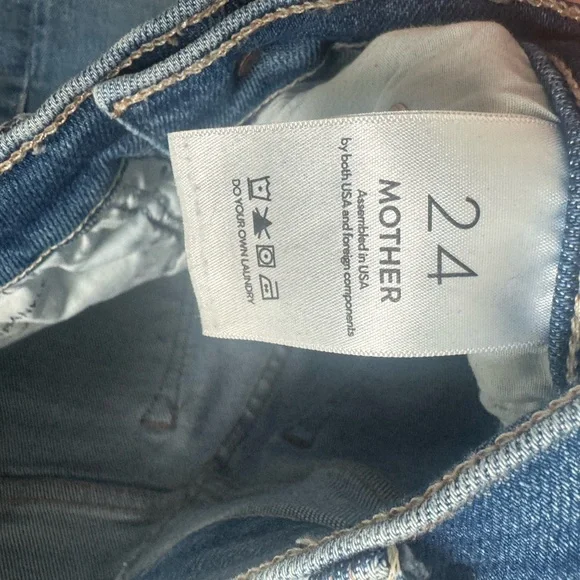 24
MOTHER
Assembled in USA
by both USA and foreign components
DO YOUR OWN LAUNDRY